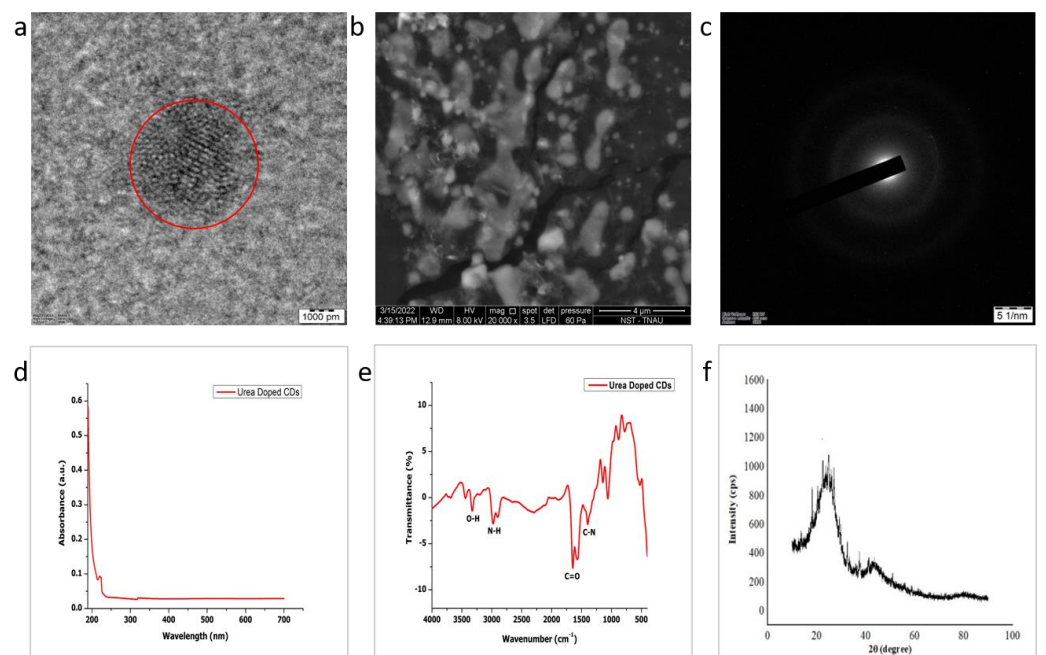 a
1000 pm
b
3/15/2022 WD HV mag □ spot det pressure 4 µm
4:39:13 PM 12.9 mm 8.00 kV 20 000 x 3.5 LFD 60 Pa NST - TNAU
c
5 1/nm
d
Urea Doped CDs
Absorbance (a.u.)
0.6
0.5
0.4
0.3
0.2
0.1
0.0
200 300 400 500 600 700
Wavelength (nm)
e
Urea Doped CDs
Transmittance (%)
10
5
0
-5
-10
O-H
N-H
C=O
C-N
4000 3500 3000 2500 2000 1500 1000 500
Wavenumber (cm⁻¹)
f
Intensity (cps)
1600
1400
1200
1000
800
600
400
200
0
0 20 40 60 80 100
2θ (degree)